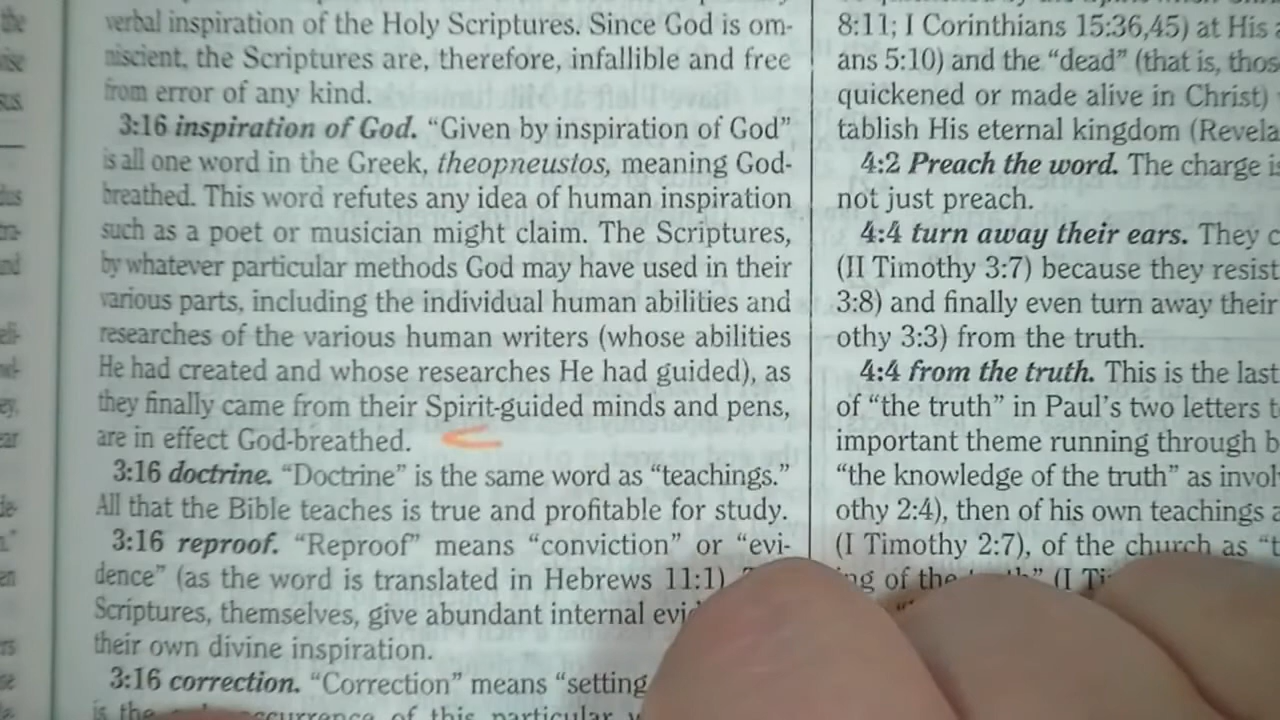 verbal inspiration of the Holy Scriptures. Since God is om-
niscient, the Scriptures are, therefore, infallible and free
from error of any kind.
3:16 inspiration of God. “Given by inspiration of God”
is all one word in the Greek, theopneustos, meaning God-
breathed. This word refutes any idea of human inspiration
such as a poet or musician might claim. The Scriptures,
by whatever particular methods God may have used in their
various parts, including the individual human abilities and
researches of the various human writers (whose abilities
He had created and whose researches He had guided), as
they finally came from their Spirit-guided minds and pens,
are in effect God-breathed.
3:16 doctrine. “Doctrine” is the same word as “teachings.”
All that the Bible teaches is true and profitable for study.
3:16 reproof. “Reproof” means “conviction” or “evi-
dence” (as the word is translated in Hebrews 11:1)
Scriptures, themselves, give abundant internal evi
their own divine inspiration.
3:16 correction. “Correction” means “setting
is the of this particular
8:11; I Corinthians 15:36,45) at His
ans 5:10) and the “dead” (that is, thos
quickened or made alive in Christ)
tablish His eternal kingdom (Revela
4:2 Preach the word. The charge is
not just preach.
4:4 turn away their ears. They c
(II Timothy 3:7) because they resist
3:8) and finally even turn away their
othy 3:3) from the truth.
4:4 from the truth. This is the last
of “the truth” in Paul’s two letters t
important theme running through b
“the knowledge of the truth” as invol
othy 2:4), then of his own teachings a
(I Timothy 2:7), of the church as “t
ng of the (I Ti